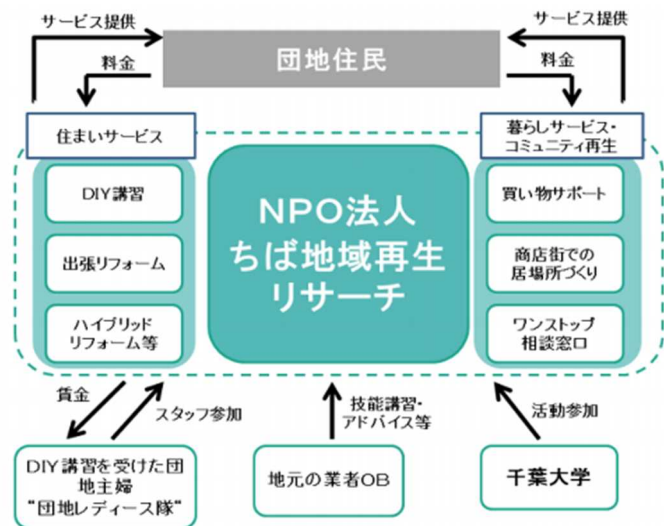 サービス提供
サービス提供
団地住民
料金
料金
住まいサービス
暮らしサービス・
コミュニティ再生
DIY講習
出張リフォーム
ハイブリッド
リフォーム等
NPO法人
ちば地域再生
リサーチ
買い物サポート
商店街での
居場所づくり
ワンストップ
相談窓口
賃金
スタッフ参加
技能講習・
アドバイス等
活動参加
DIY講習を受けた団
地主婦
“団地レディース隊”
地元の業者OB
千葉大学